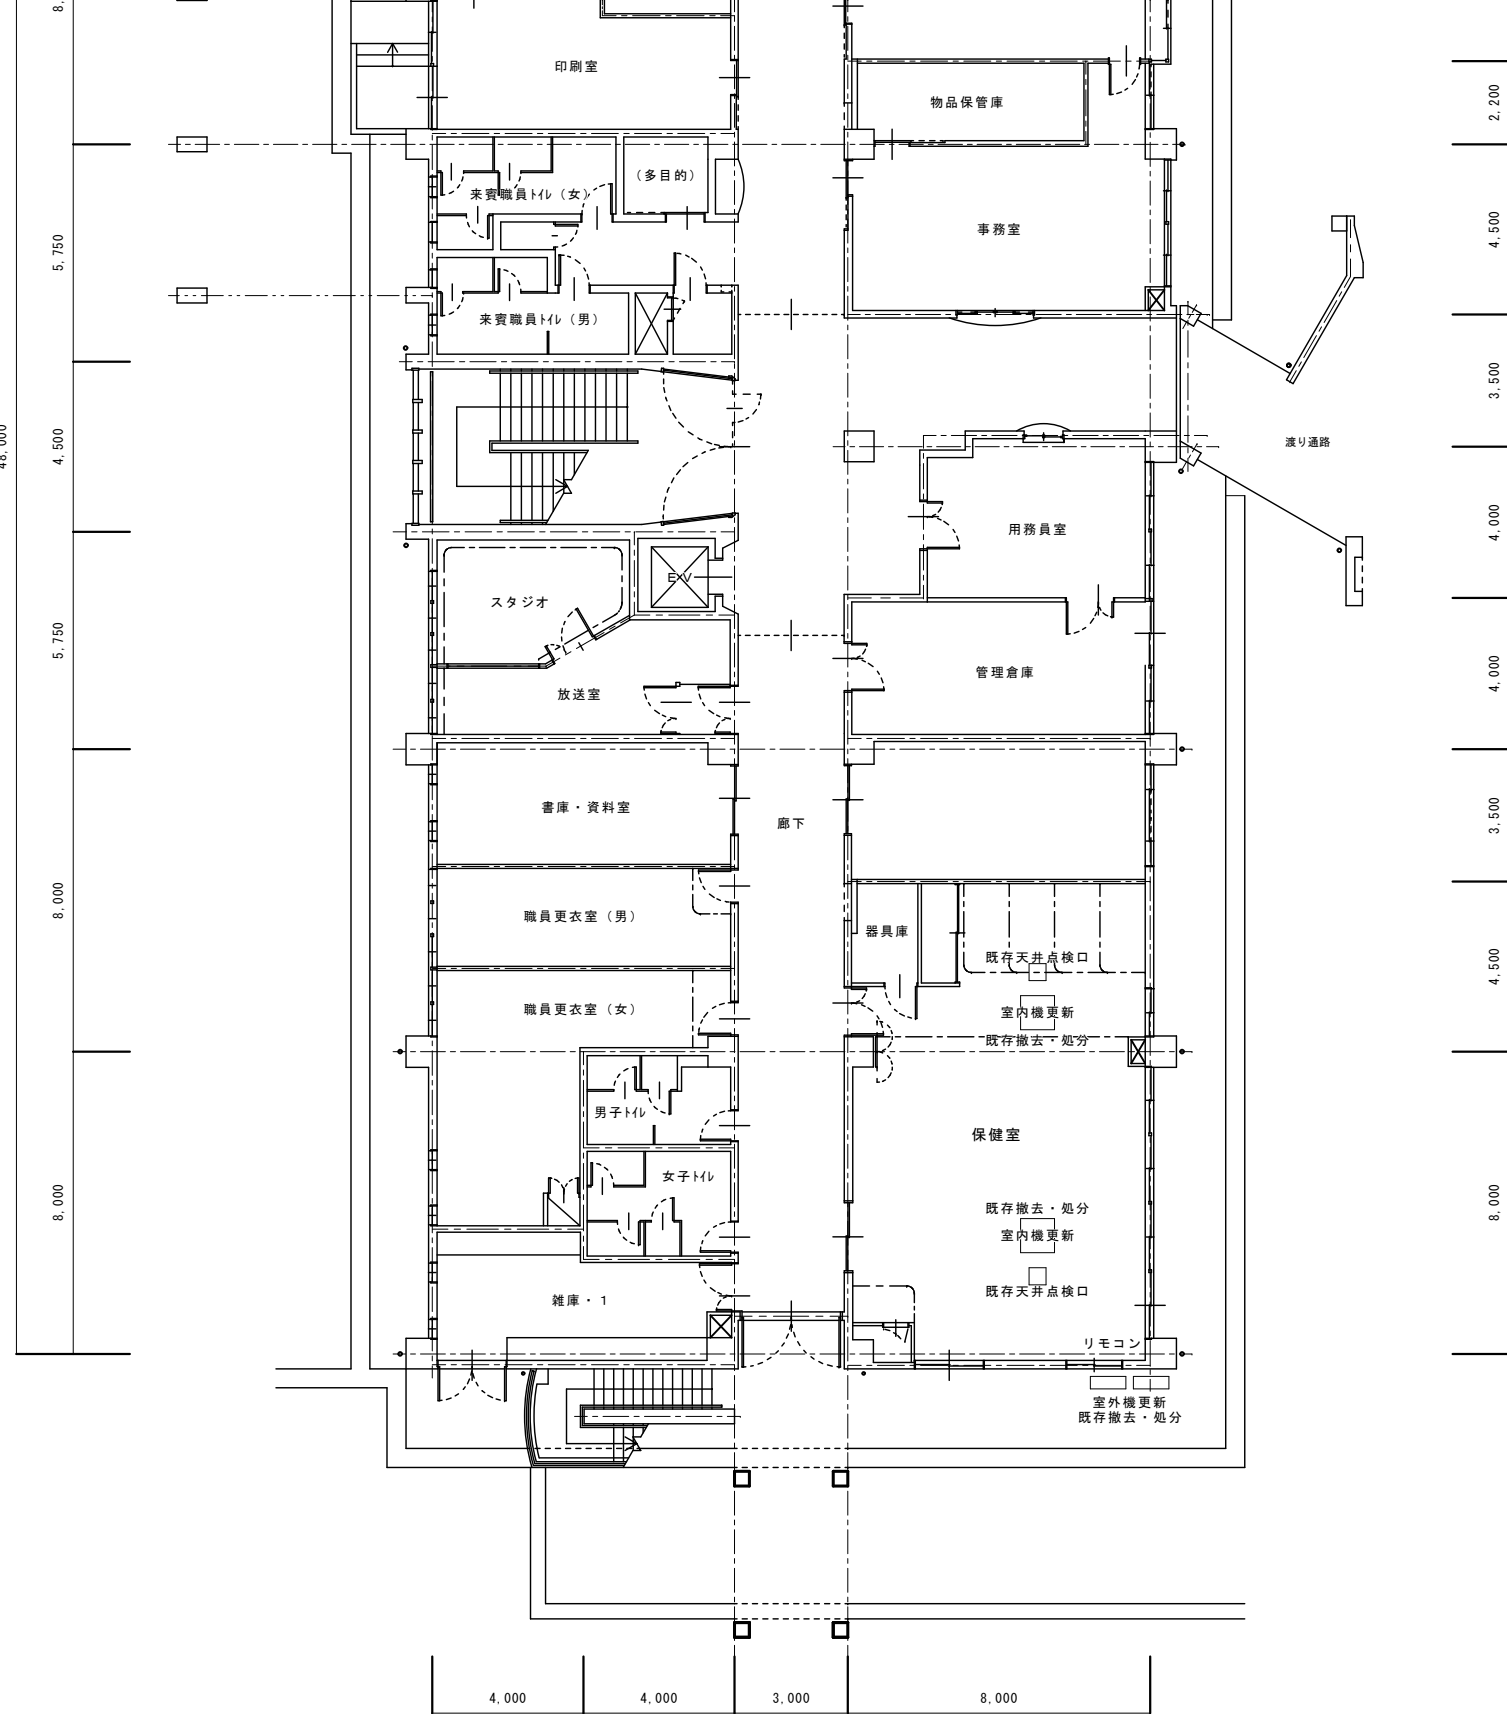 8,
印刷室
物品保管庫
2,200
来賓職員ﾄｲﾚ（女）
（多目的）
事務室
5,750
4,500
来賓職員ﾄｲﾚ（男）
3,500
48,000
4,500
渡り通路
用務員室
4,000
EV
スタジオ
5,750
管理倉庫
4,000
放送室
書庫・資料室
廊下
3,500
8,000
職員更衣室（男）
器具庫
既存天井点検口
4,500
職員更衣室（女）
室内機更新
既存撤去・処分
男子ﾄｲﾚ
保健室
女子ﾄｲﾚ
8,000
8,000
既存撤去・処分
室内機更新
既存天井点検口
雑庫・１
リモコン
室外機更新
既存撤去・処分
4,000
4,000
3,000
8,000